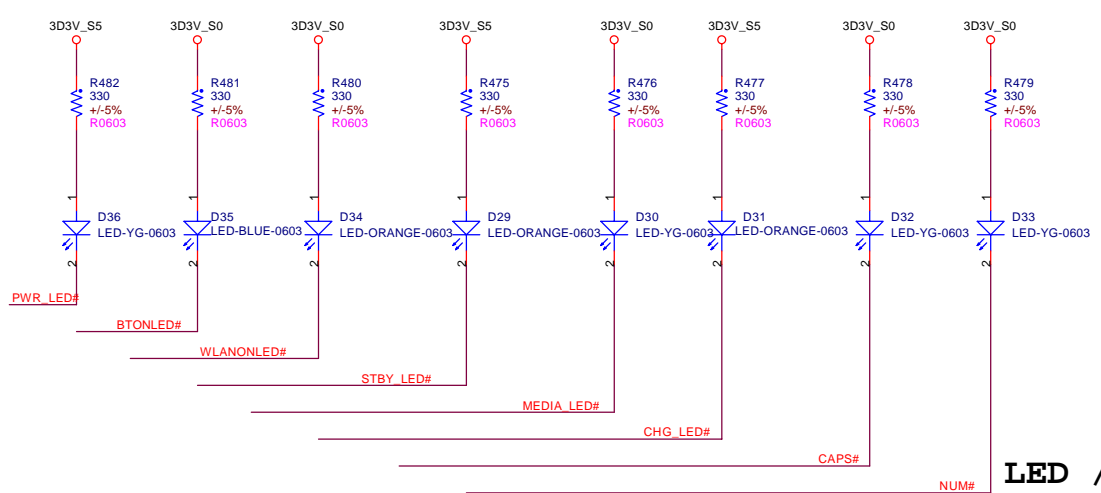 3D3V_S5 3D3V_S0 3D3V_S0 3D3V_S5 3D3V_S0 3D3V_S5 3D3V_S0 3D3V_S0
R482 R481 R480 R475 R476 R477 R478 R479
330 330 330 330 330 330 330 330
+/-5% +/-5% +/-5% +/-5% +/-5% +/-5% +/-5% +/-5%
R0603 R0603 R0603 R0603 R0603 R0603 R0603 R0603
1 1 1 1 1 1 1 1
D36 D35 D34 D29 D30 D31 D32 D33
LED-YG-0603 LED-BLUE-0603 LED-ORANGE-0603 LED-ORANGE-0603 LED-YG-0603 LED-ORANGE-0603 LED-YG-0603 LED-YG-0603
2 2 2 2 2 2 2 2
PWR_LED#
BTONLED#
WLANONLED#
STBY_LED#
MEDIA_LED#
CHG_LED#
CAPS#
NUM#
LED /